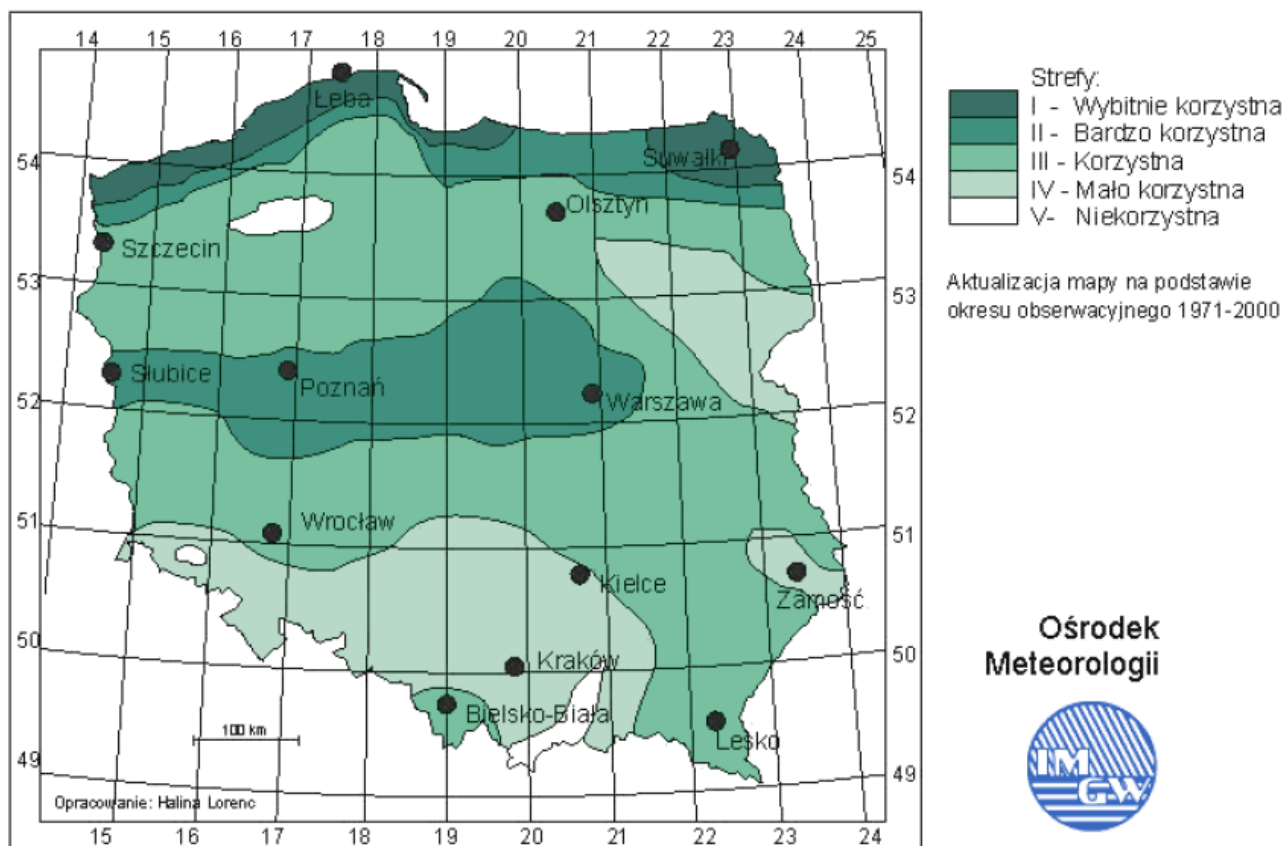 14 15 16 17 18 19 20 21 22 23 24 25
Łeba
54
Suwałki
54
Olsztyn
Szczecin
53
53
Słubice
Poznań
Warszawa
52
52
Wrocław
51
51
Kielce
Zamość
50
50
Kraków
Bielsko-Biała
Lesko
100 km
49
49
Opracowanie: Halina Lorenc
15 16 17 18 19 20 21 22 23 24
Strefy:
I - Wybitnie korzystna
II - Bardzo korzystna
III - Korzystna
IV - Mało korzystna
V- Niekorzystna
Aktualizacja mapy na podstawie
okresu obserwacyjnego 1971-2000
Ośrodek
Meteorologii
IM
GW